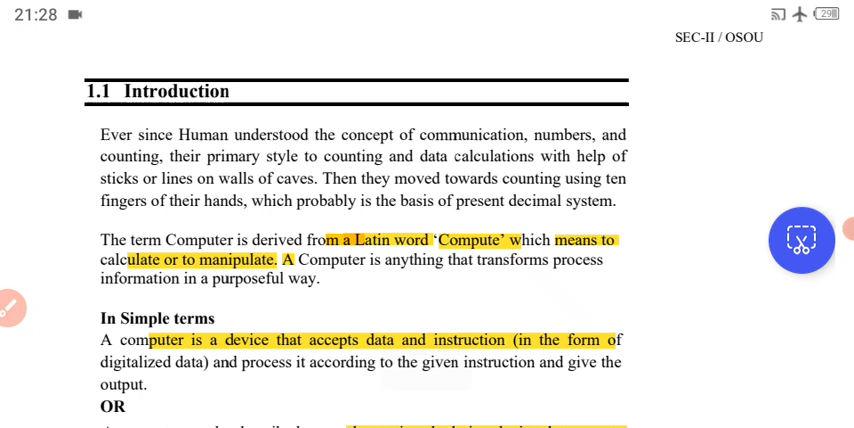 21:28
29
SEC-II / OSOU
1.1 Introduction
Ever since Human understood the concept of communication, numbers, and
counting, their primary style to counting and data calculations with help of
sticks or lines on walls of caves. Then they moved towards counting using ten
fingers of their hands, which probably is the basis of present decimal system.
The term Computer is derived from a Latin word ‘Compute’ which means to
calculate or to manipulate. A Computer is anything that transforms process
information in a purposeful way.
In Simple terms
A computer is a device that accepts data and instruction (in the form of
digitalized data) and process it according to the given instruction and give the
output.
OR